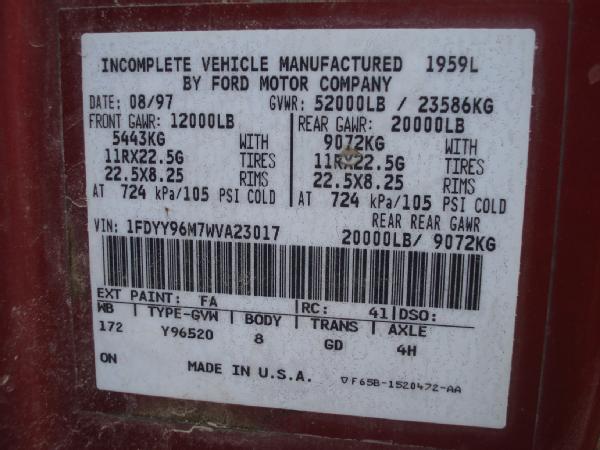 INCOMPLETE VEHICLE MANUFACTURED 1959L
BY FORD MOTOR COMPANY
DATE: 08/97 GVWR: 52000LB / 23586KG
FRONT GAWR: 12000LB REAR GAWR: 20000LB
5443KG WITH 9072KG WITH
11RX22.5G TIRES 11RX22.5G TIRES
22.5X8.25 RIMS 22.5X8.25 RIMS
AT 724 kPa/105 PSI COLD AT 724 kPa/105 PSI COLD
REAR REAR GAWR
VIN: 1FDYY96M7WVA23017 20000LB/ 9072KG
EXT PAINT: FA RC: 41 DSO:
WB TYPE-GVW BODY TRANS AXLE
172 Y96520 8 GD 4H
ON MADE IN U.S.A. ▽F65B-1520472-AA